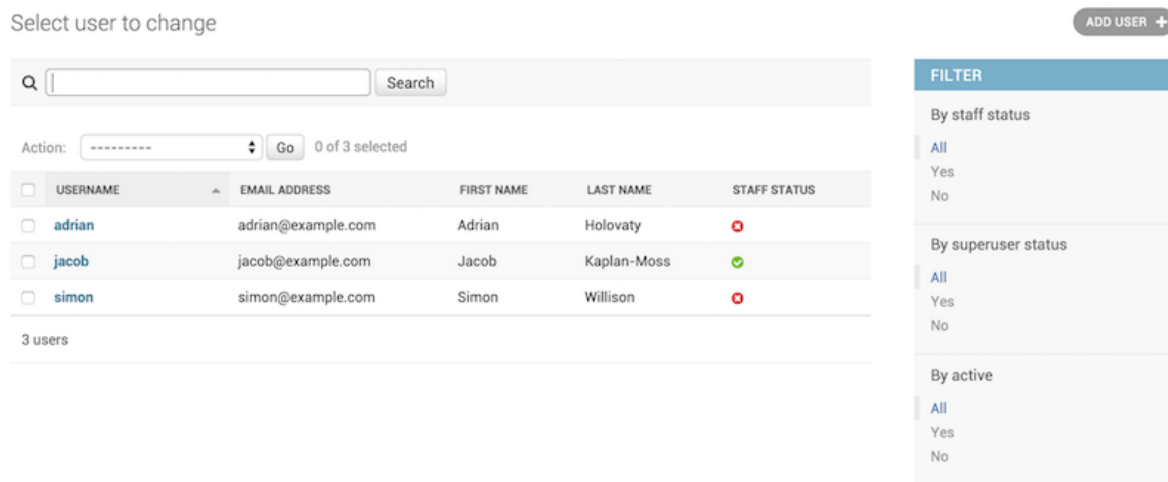 Select user to change
ADD USER +
Search
Action: --------- Go 0 of 3 selected
USERNAME EMAIL ADDRESS FIRST NAME LAST NAME STAFF STATUS
adrian adrian@example.com Adrian Holovaty
jacob jacob@example.com Jacob Kaplan-Moss
simon simon@example.com Simon Willison
3 users
FILTER
By staff status
All
Yes
No
By superuser status
All
Yes
No
By active
All
Yes
No